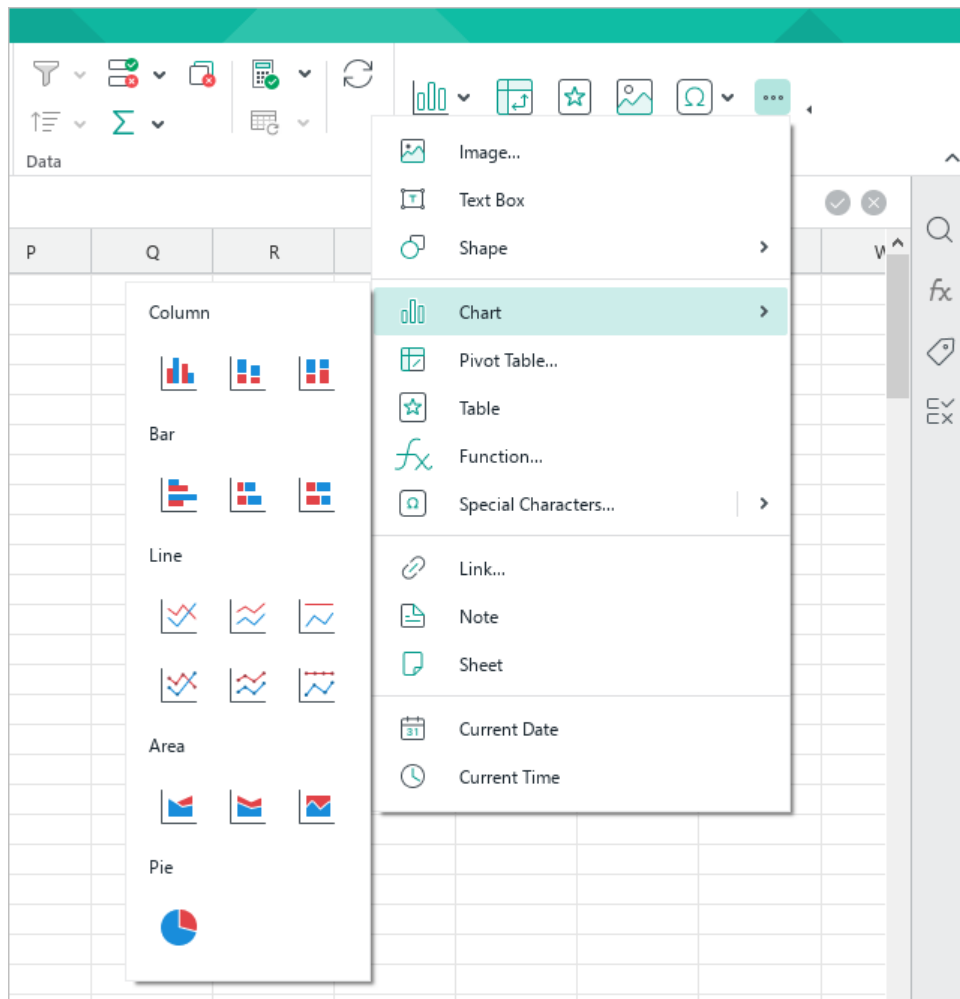 Data
P Q R W
Image...
Text Box
Shape
Chart
Pivot Table...
Table
Function...
Special Characters...
Link...
Note
Sheet
31
Current Date
Current Time
Column
Bar
Line
Area
Pie